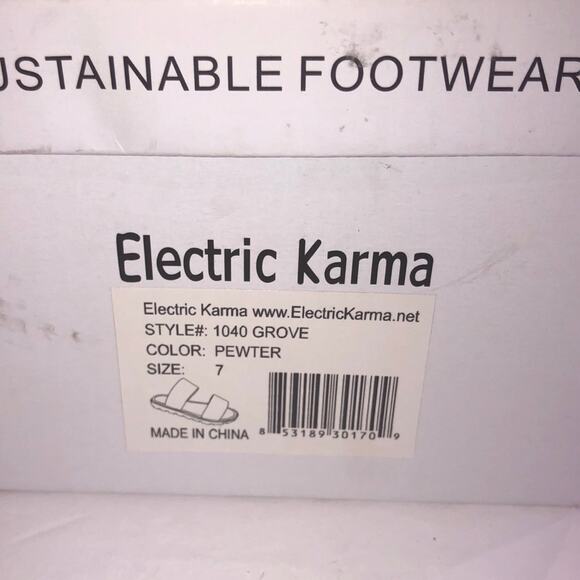 USTAINABLE FOOTWEAR
Electric Karma
Electric Karma www.ElectricKarma.net
STYLE#: 1040 GROVE
COLOR: PEWTER
SIZE: 7
MADE IN CHINA
8 53189 30170 9